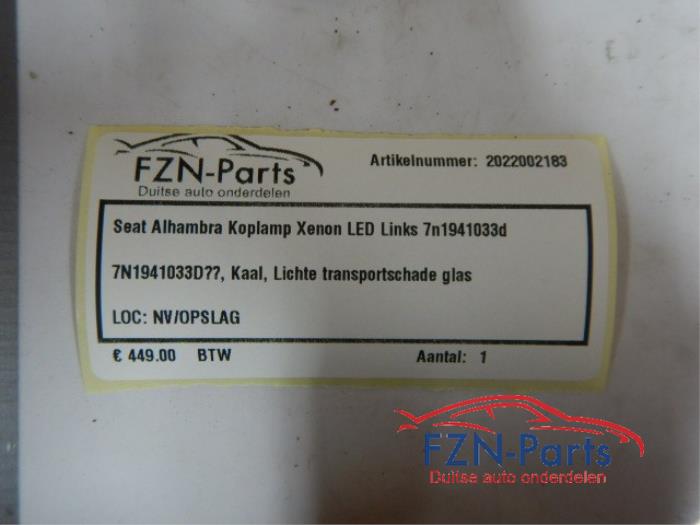 FZN-Parts
Duitse auto onderdelen
Artikelnummer: 2022002183
Seat Alhambra Koplamp Xenon LED Links 7n1941033d
7N1941033D??, Kaal, Lichte transportschade glas
LOC: NV/OPSLAG
€ 449.00 BTW
Aantal: 1
FZN-Parts
Duitse auto onderdelen